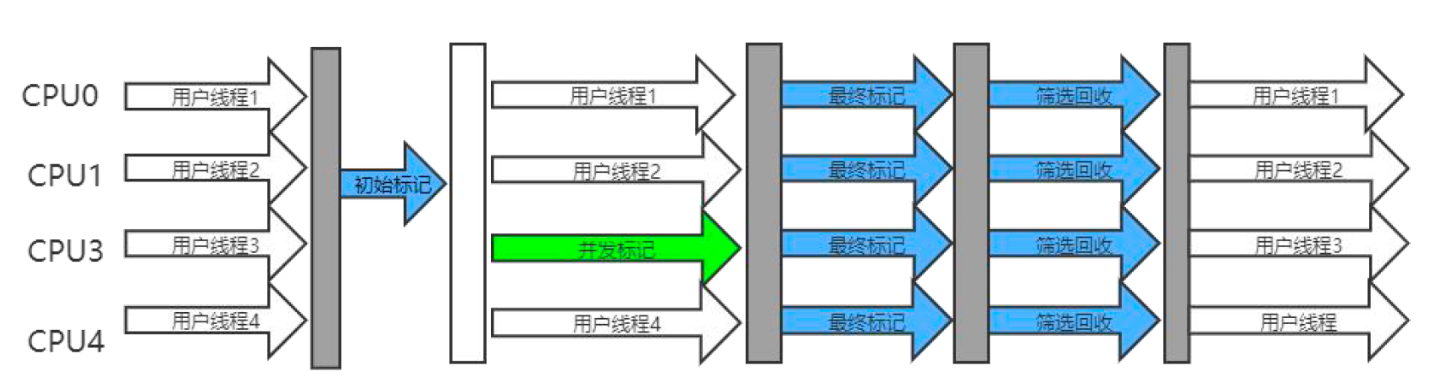 CPU0 用户线程1 用户线程1 最终标记 筛选回收 用户线程1
CPU1 用户线程2 初始标记 用户线程2 最终标记 筛选回收 用户线程2
CPU3 用户线程3 并发标记 最终标记 筛选回收 用户线程3
CPU4 用户线程4 用户线程4 最终标记 筛选回收 用户线程